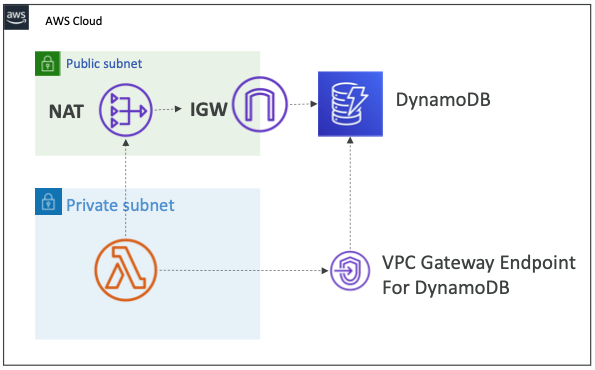 aws
AWS Cloud
Public subnet
NAT
IGW
DynamoDB
Private subnet
VPC Gateway Endpoint
For DynamoDB